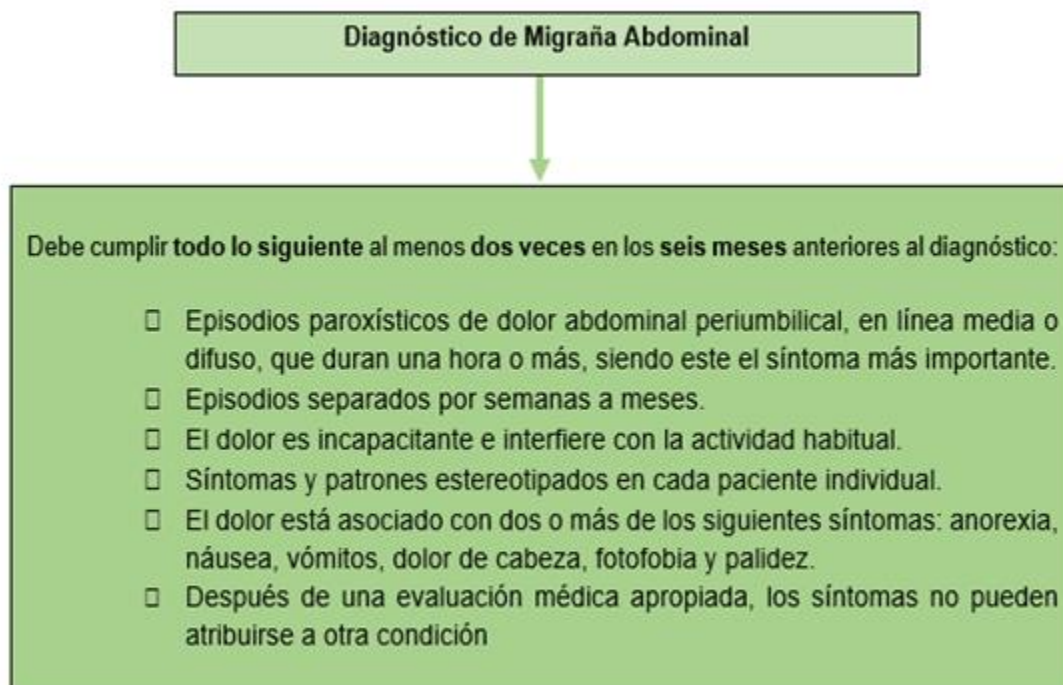 Diagnóstico de Migraña Abdominal
Debe cumplir todo lo siguiente al menos dos veces en los seis meses anteriores al diagnóstico:
Episodios paroxísticos de dolor abdominal periumbilical, en línea media o
difuso, que duran una hora o más, siendo este el síntoma más importante.
Episodios separados por semanas a meses.
El dolor es incapacitante e interfiere con la actividad habitual.
Síntomas y patrones estereotipados en cada paciente individual.
El dolor está asociado con dos o más de los siguientes síntomas: anorexia,
náusea, vómitos, dolor de cabeza, fotofobia y palidez.
Después de una evaluación médica apropiada, los síntomas no pueden
atribuirse a otra condición